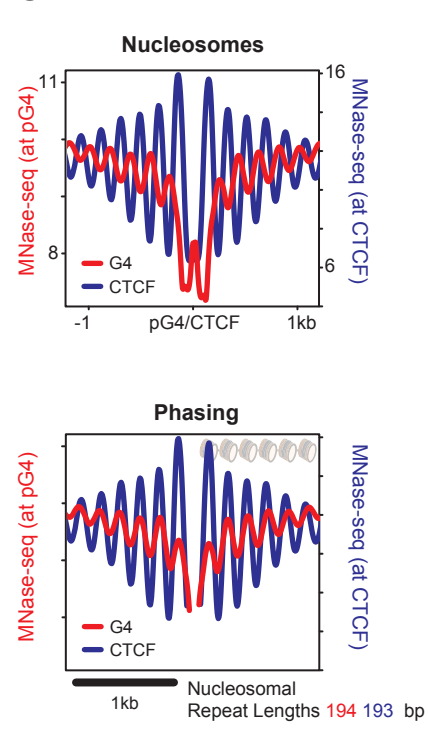 Nucleosomes
11
16
MNase-seq (at pG4)
MNase-seq (at CTCF)
8
6
G4
CTCF
-1 pG4/CTCF 1kb
Phasing
MNase-seq (at pG4)
MNase-seq (at CTCF)
G4
CTCF
1kb
Nucleosomal
Repeat Lengths 194 193 bp